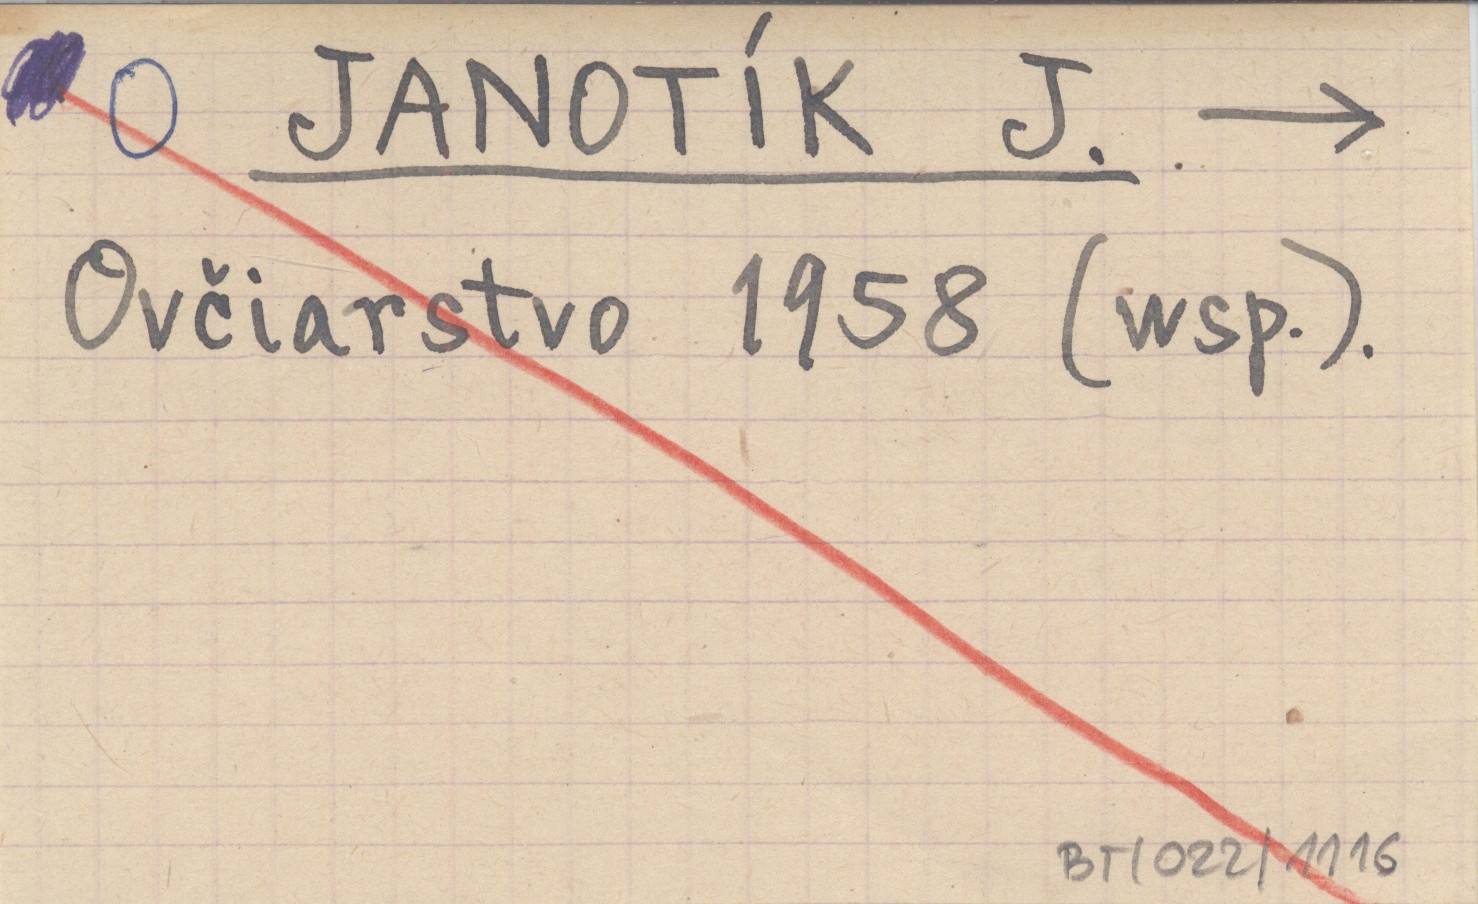 O JANOTÍK J. →
Ovčiarstvo 1958 (wsp.).
BT/022/1116